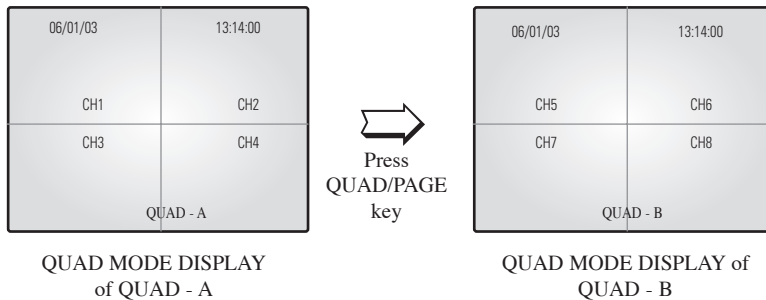 06/01/03 13:14:00
CH1 CH2
CH3 CH4
QUAD - A
QUAD MODE DISPLAY
of QUAD - A
Press
QUAD/PAGE
key
06/01/03 13:14:00
CH5 CH6
CH7 CH8
QUAD - B
QUAD MODE DISPLAY of
QUAD - B